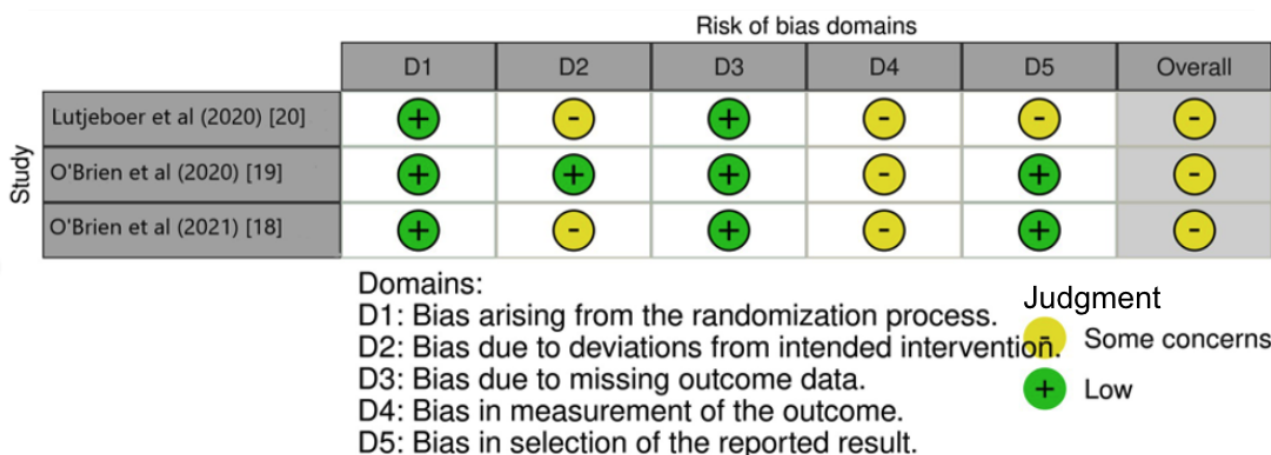 Risk of bias domains
D1 D2 D3 D4 D5 Overall
Study
Lutjeboer et al (2020) [20] + - + - - -
O'Brien et al (2020) [19] + + + - + -
O'Brien et al (2021) [18] + - + - + -
Domains:
D1: Bias arising from the randomization process.
D2: Bias due to deviations from intended intervention.
D3: Bias due to missing outcome data.
D4: Bias in measurement of the outcome.
D5: Bias in selection of the reported result.
Judgment
- Some concerns
+ Low